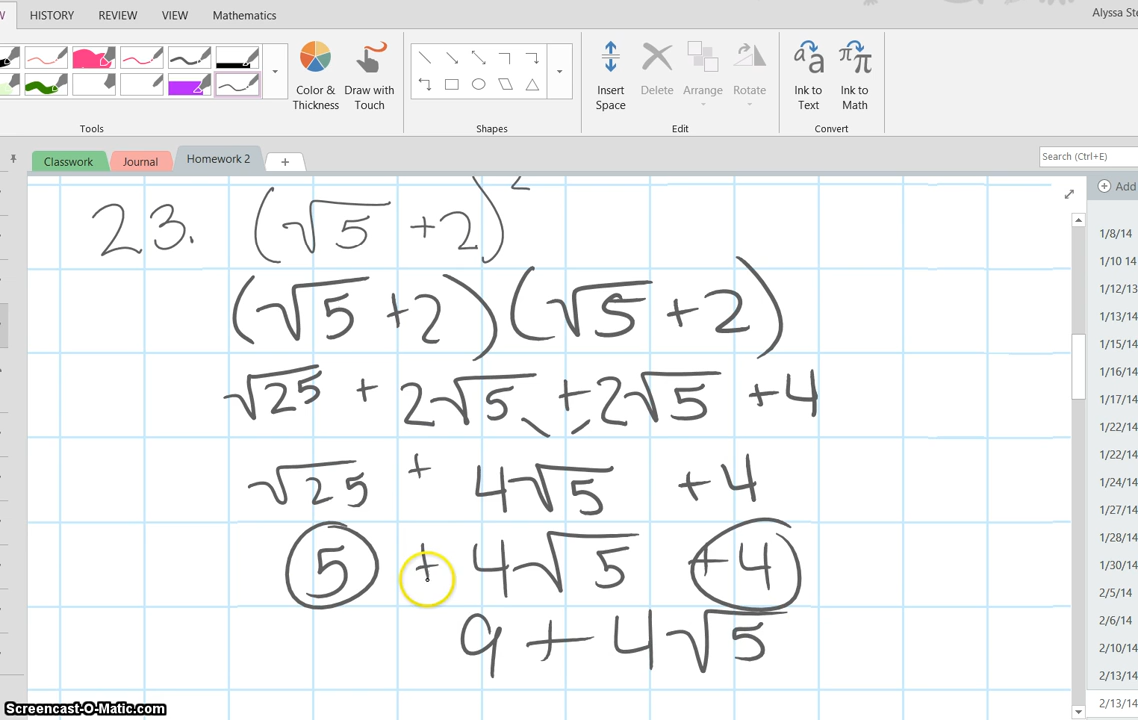 W HISTORY REVIEW VIEW Mathematics
Alyssa Ste
Color & Thickness
Draw with Touch
Insert Space
Delete
Arrange
Rotate
Ink to Text
Ink to Math
Tools
Shapes
Edit
Convert
Classwork Journal Homework 2 +
Search (Ctrl+E)
Add
23. (√5 +2)²
(√5 +2)(√5 +2)
√25 + 2√5 +2√5 +4
√25 + 4√5 +4
5 + 4√5 +4
9 + 4√5
1/8/14
1/10 14
1/12/13
1/13/14
1/15/14
1/16/14
1/17/14
1/22/14
1/22/14
1/24/14
1/27/14
1/28/14
1/30/14
2/5/14
2/6/14
2/10/14
2/13/14
2/13/14
Screencast-O-Matic.com